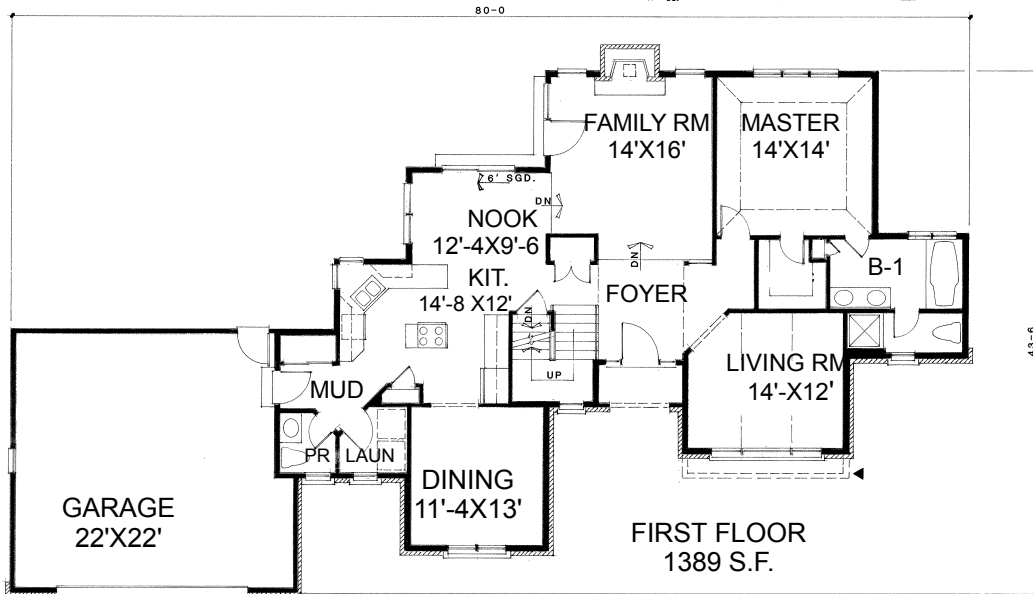 80-0
FAMILY RM
14'X16'
MASTER
14'X14'
6' SGD.
DN
NOOK
12'-4X9'-6
DN
KIT.
14'-8 X12'
FOYER
B-1
DN
UP
LIVING RM
14'-X12'
43-6
MUD
PR
LAUN
DINING
11'-4X13'
GARAGE
22'X22'
FIRST FLOOR
1389 S.F.